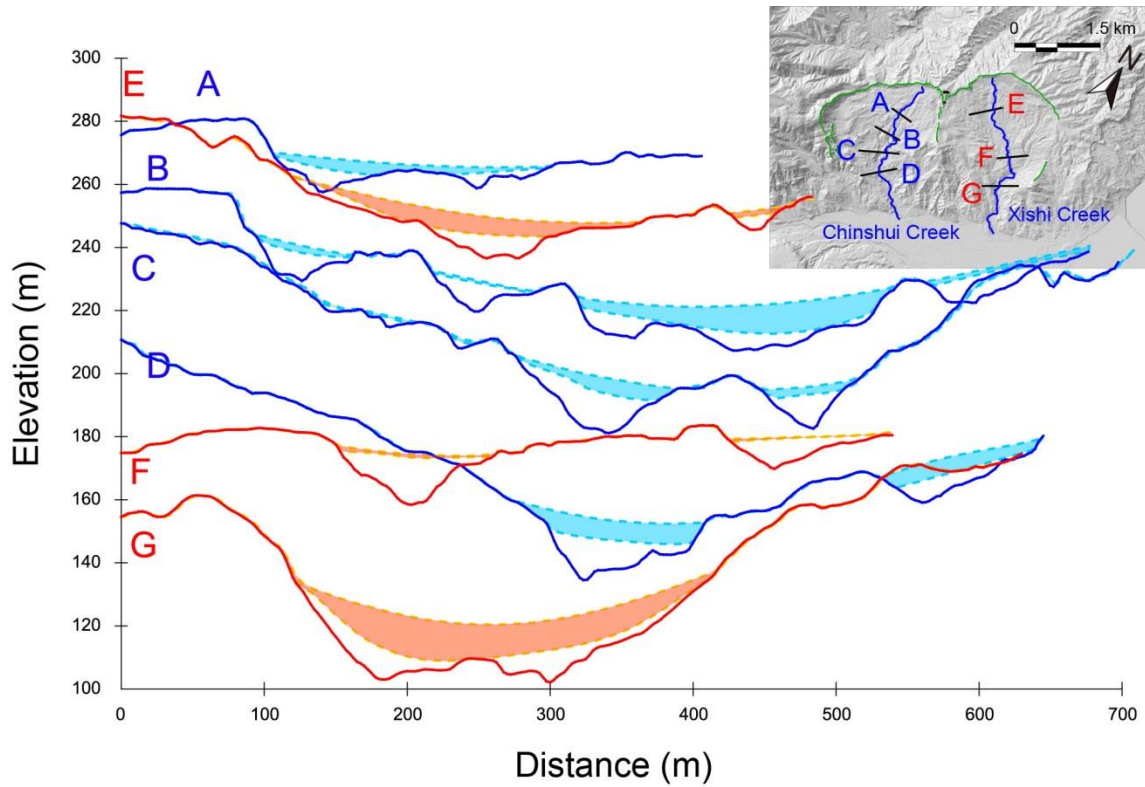 0 1.5 km
N
A
E
B
C
F
D
G
Xishi Creek
Chinshui Creek
Elevation (m)
300
280
260
240
220
200
180
160
140
120
100
E A
B
C
D
F
G
0 100 200 300 400 500 600 700
Distance (m)